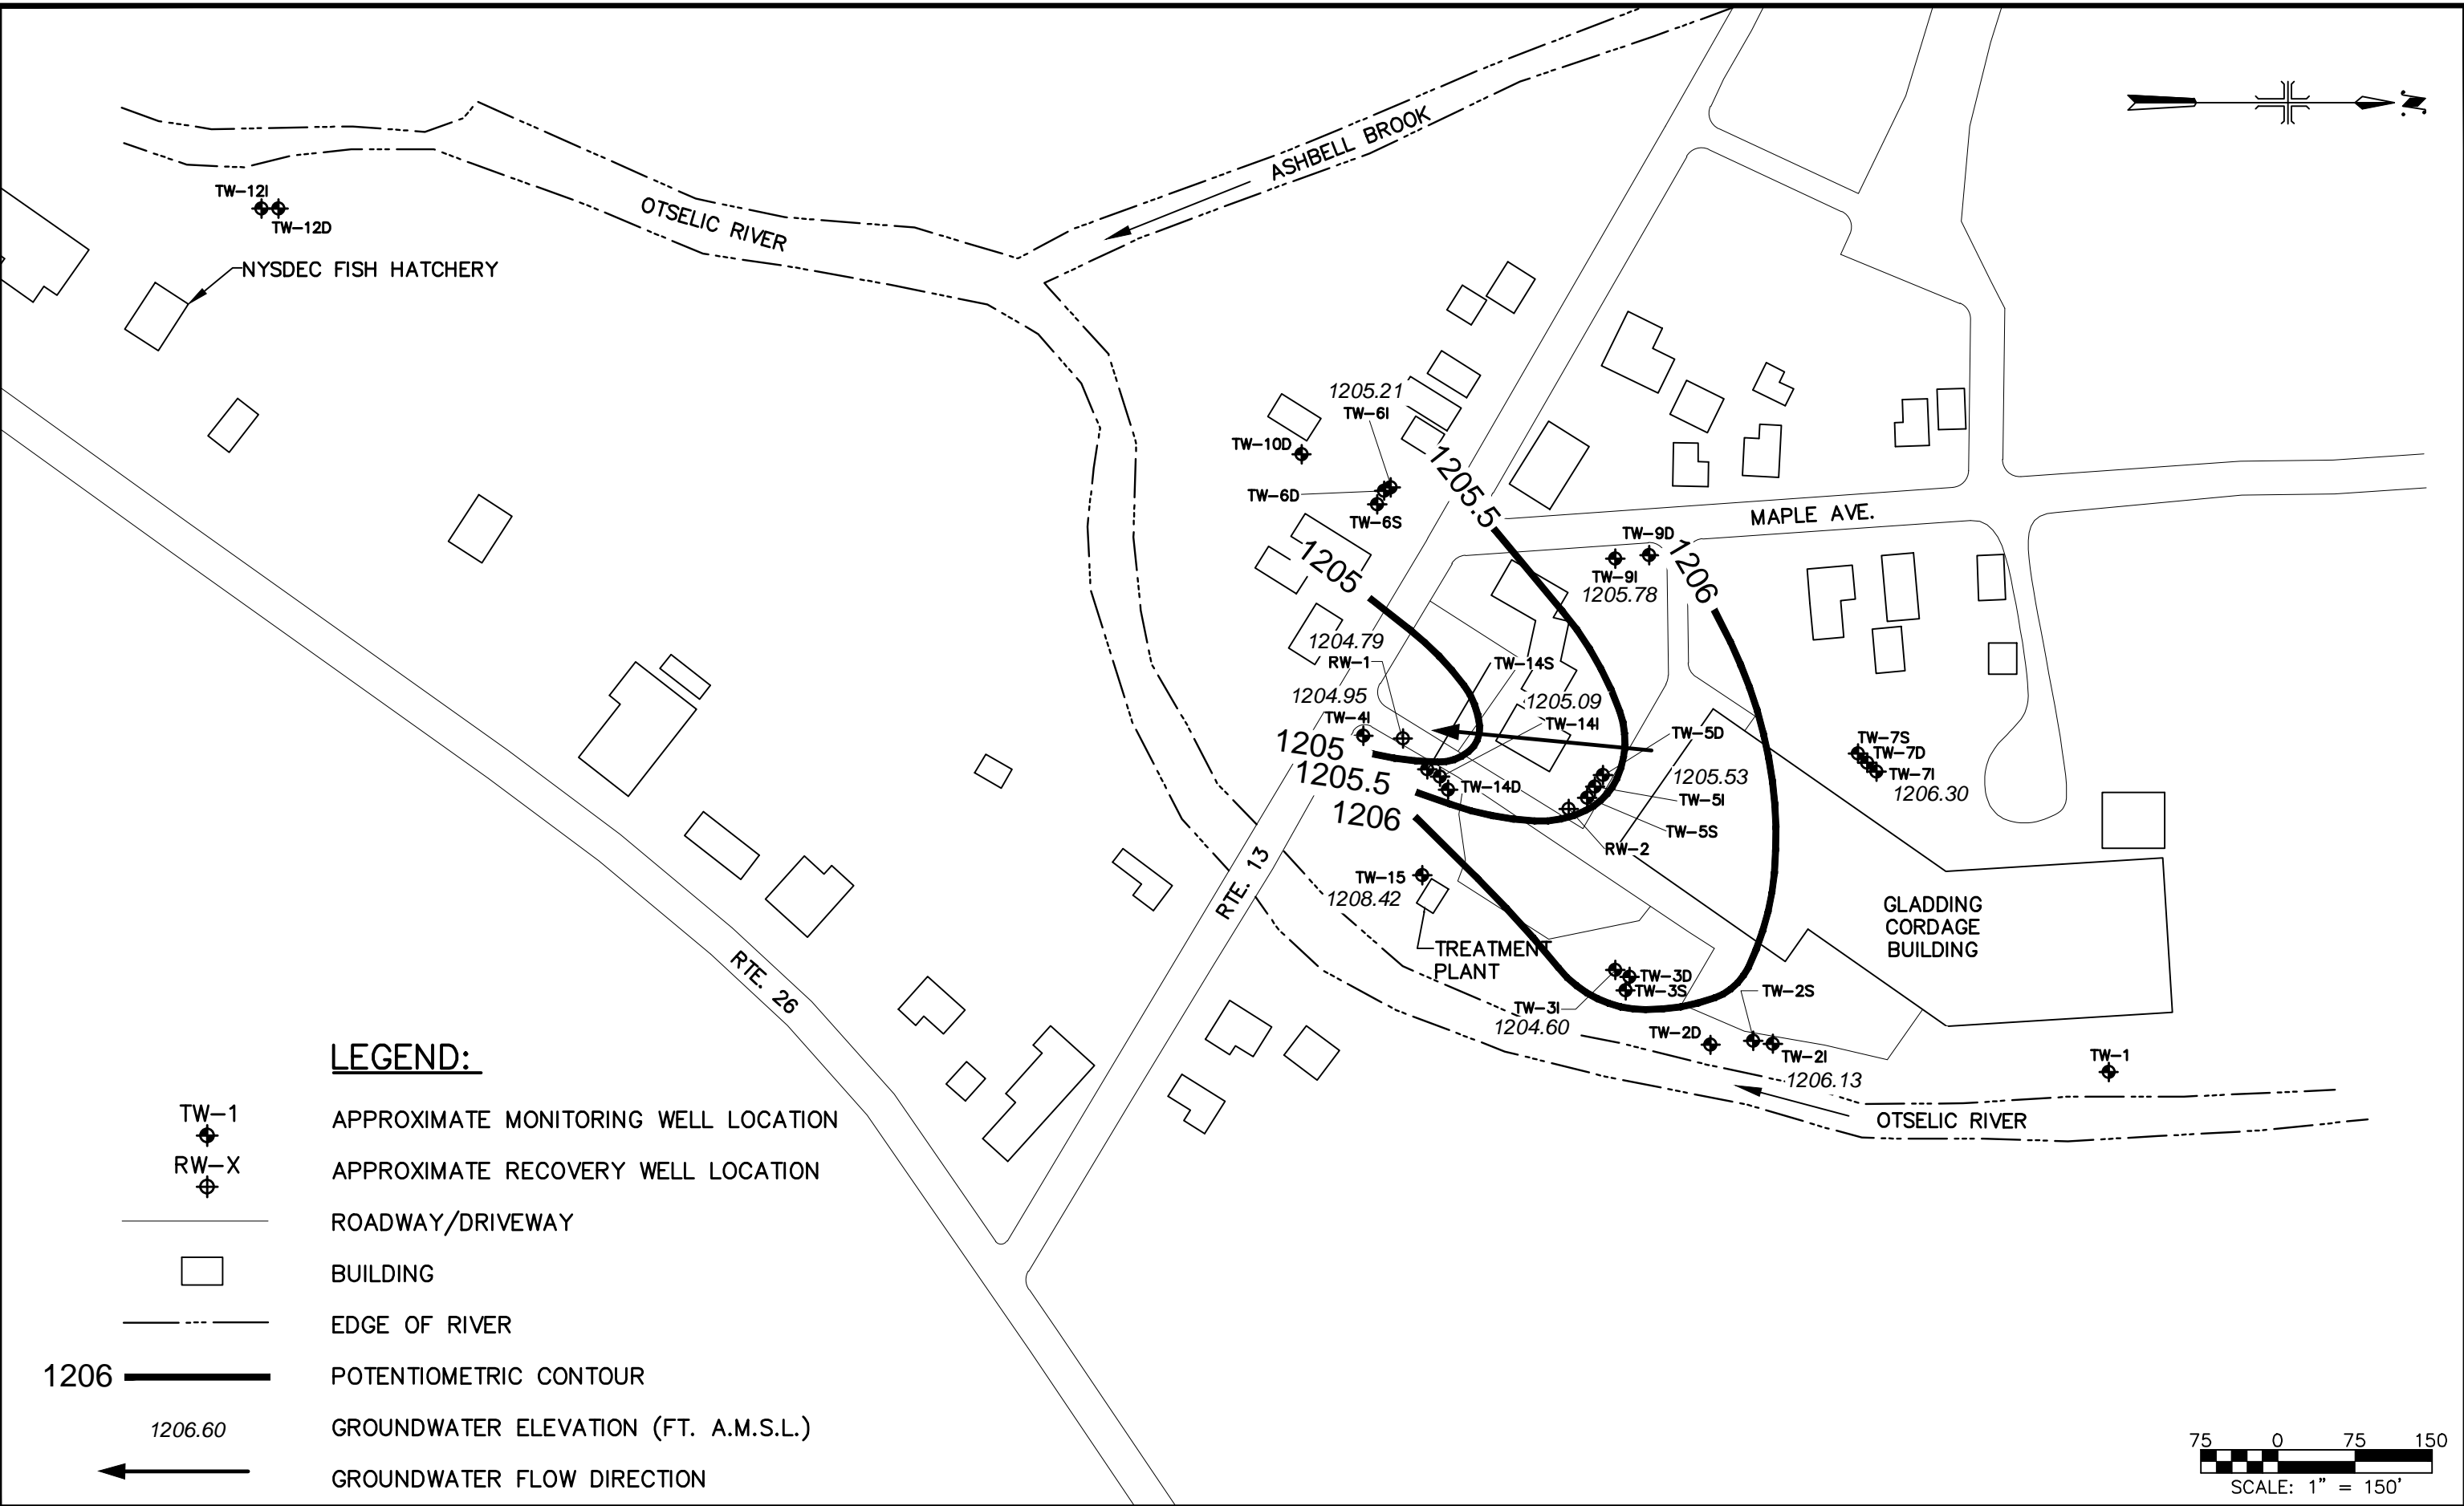 N
ASHBELL BROOK
TW-12I
TW-12D
OTSELIC RIVER
NYSDEC FISH HATCHERY
1205.21
TW-6I
TW-10D
1205.5
TW-6D
TW-6S
MAPLE AVE.
TW-9D
1206
1205
TW-9I
1205.78
1204.79
RW-1
TW-14S
1204.95
1205.09
TW-4I
TW-14I
TW-5D
1205
TW-7S
TW-7D
TW-7I
1206.30
1205.5
TW-14D
1205.53
TW-5I
1206
TW-5S
RW-2
RTE. 13
TW-15
1208.42
GLADDING
CORDAGE
BUILDING
TREATMENT
PLANT
RTE. 26
TW-3D
TW-3S
TW-2S
TW-3I
1204.60
TW-2D
TW-2I
1206.13
TW-1
OTSELIC RIVER
LEGEND:
TW-1
APPROXIMATE MONITORING WELL LOCATION
RW-X
APPROXIMATE RECOVERY WELL LOCATION
ROADWAY/DRIVEWAY
BUILDING
EDGE OF RIVER
1206
POTENTIOMETRIC CONTOUR
1206.60
GROUNDWATER ELEVATION (FT. A.M.S.L.)
GROUNDWATER FLOW DIRECTION
75 0 75 150
SCALE: 1" = 150'